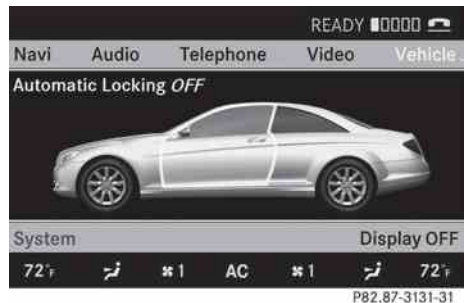 READY
Navi Audio Telephone Video Vehicle
Automatic Locking OFF
System Display OFF
72°F 1 AC 1 72°F
P82.87-3131-31